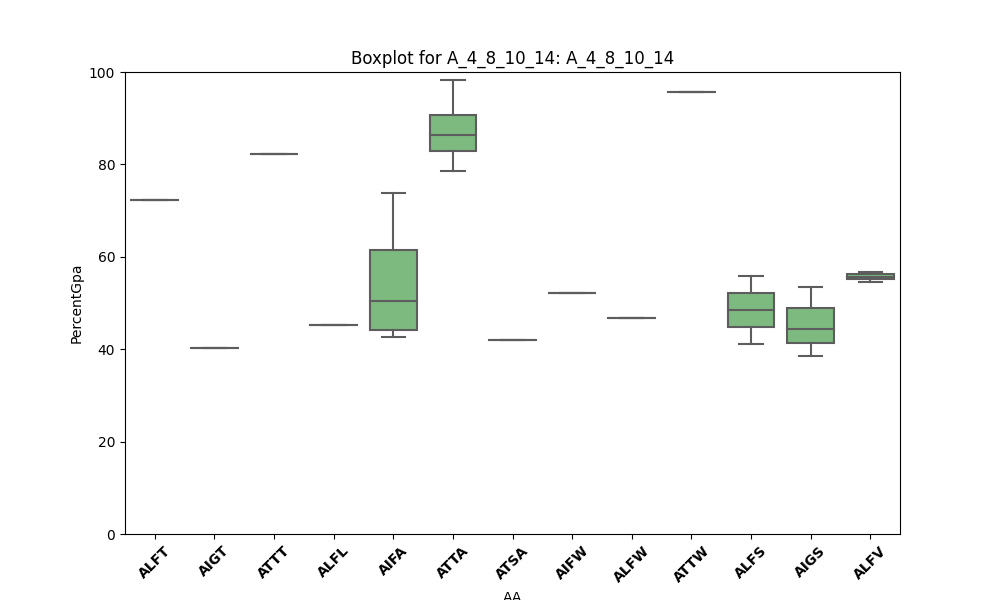 Boxplot for A_4_8_10_14: A_4_8_10_14
100
80
60
40
20
0
PercentGpa
ALFT AIGT ATTT ALFL AIFA ATTA ATSA AIFW ALFW ATTW ALFS AIGS ALFV
AA